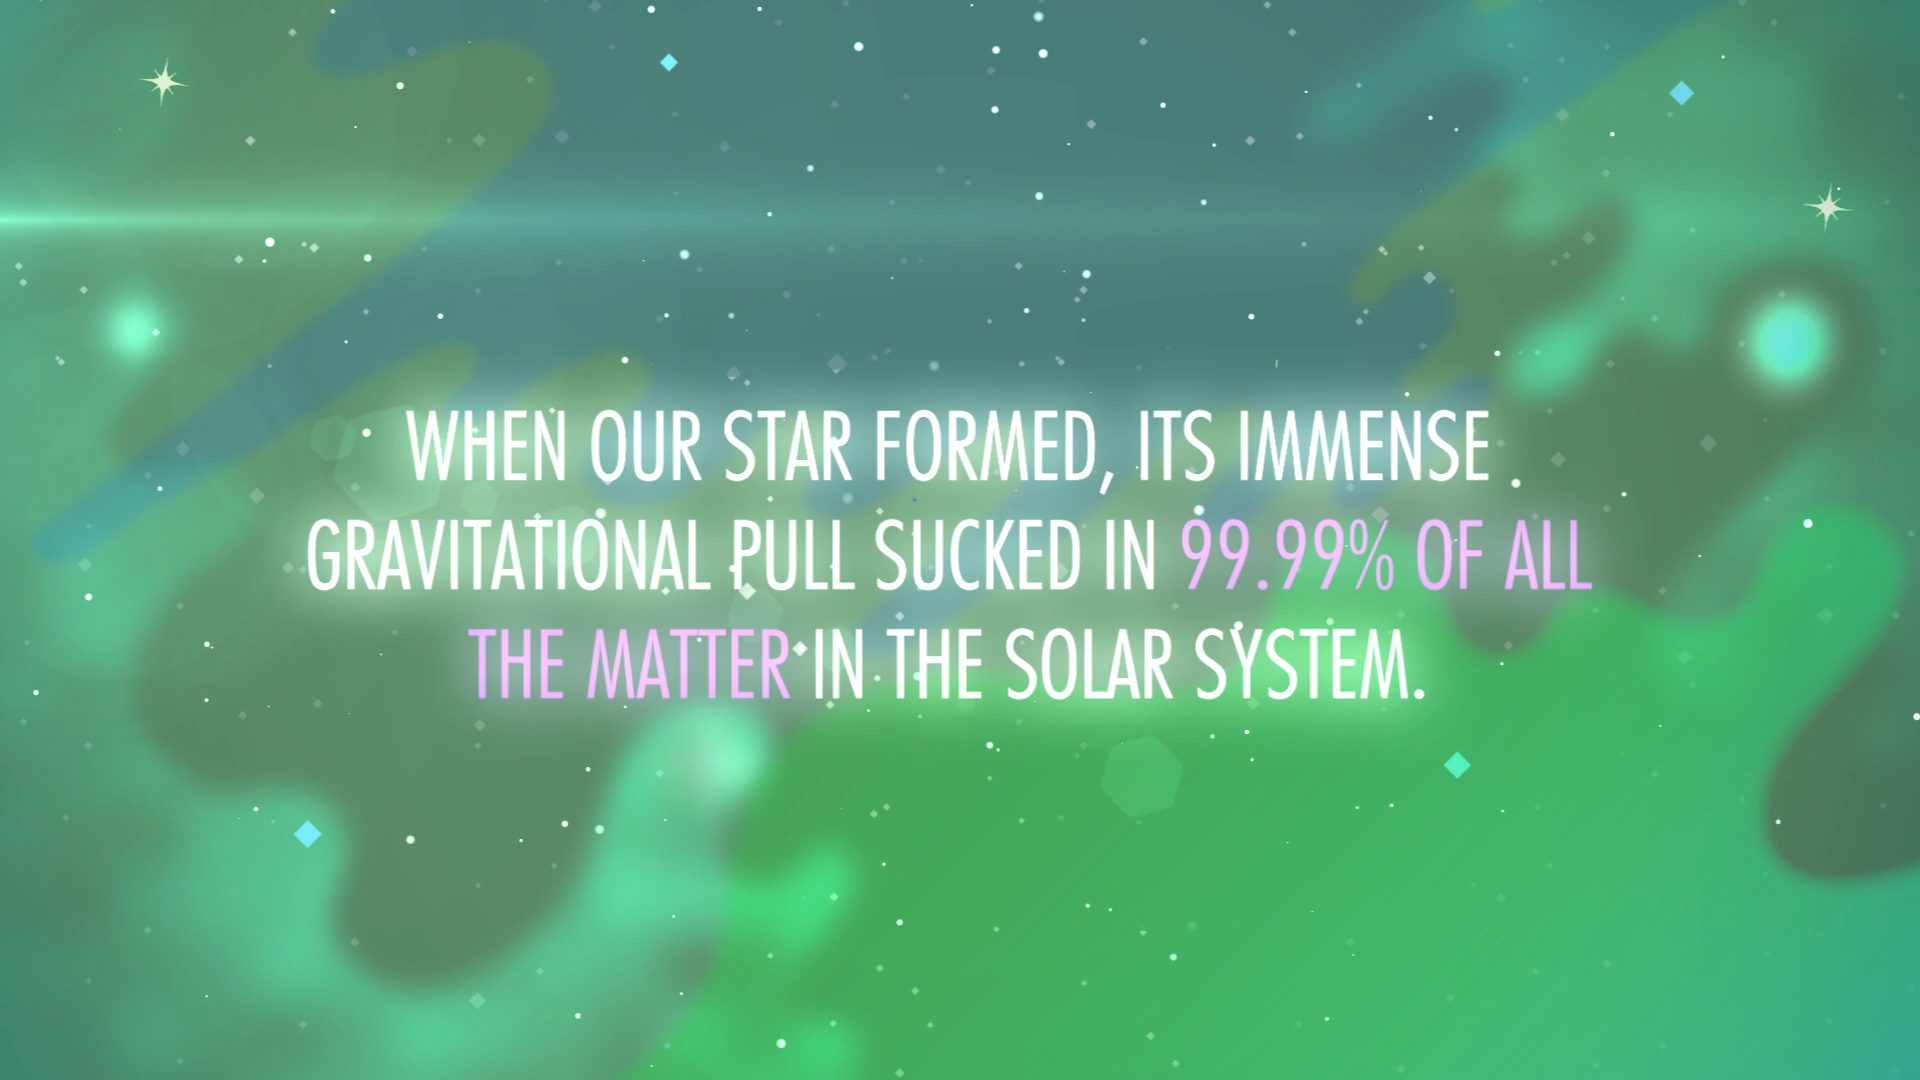 WHEN OUR STAR FORMED, ITS IMMENSE
GRAVITATIONAL PULL SUCKED IN 99.99% OF ALL
THE MATTER IN THE SOLAR SYSTEM.